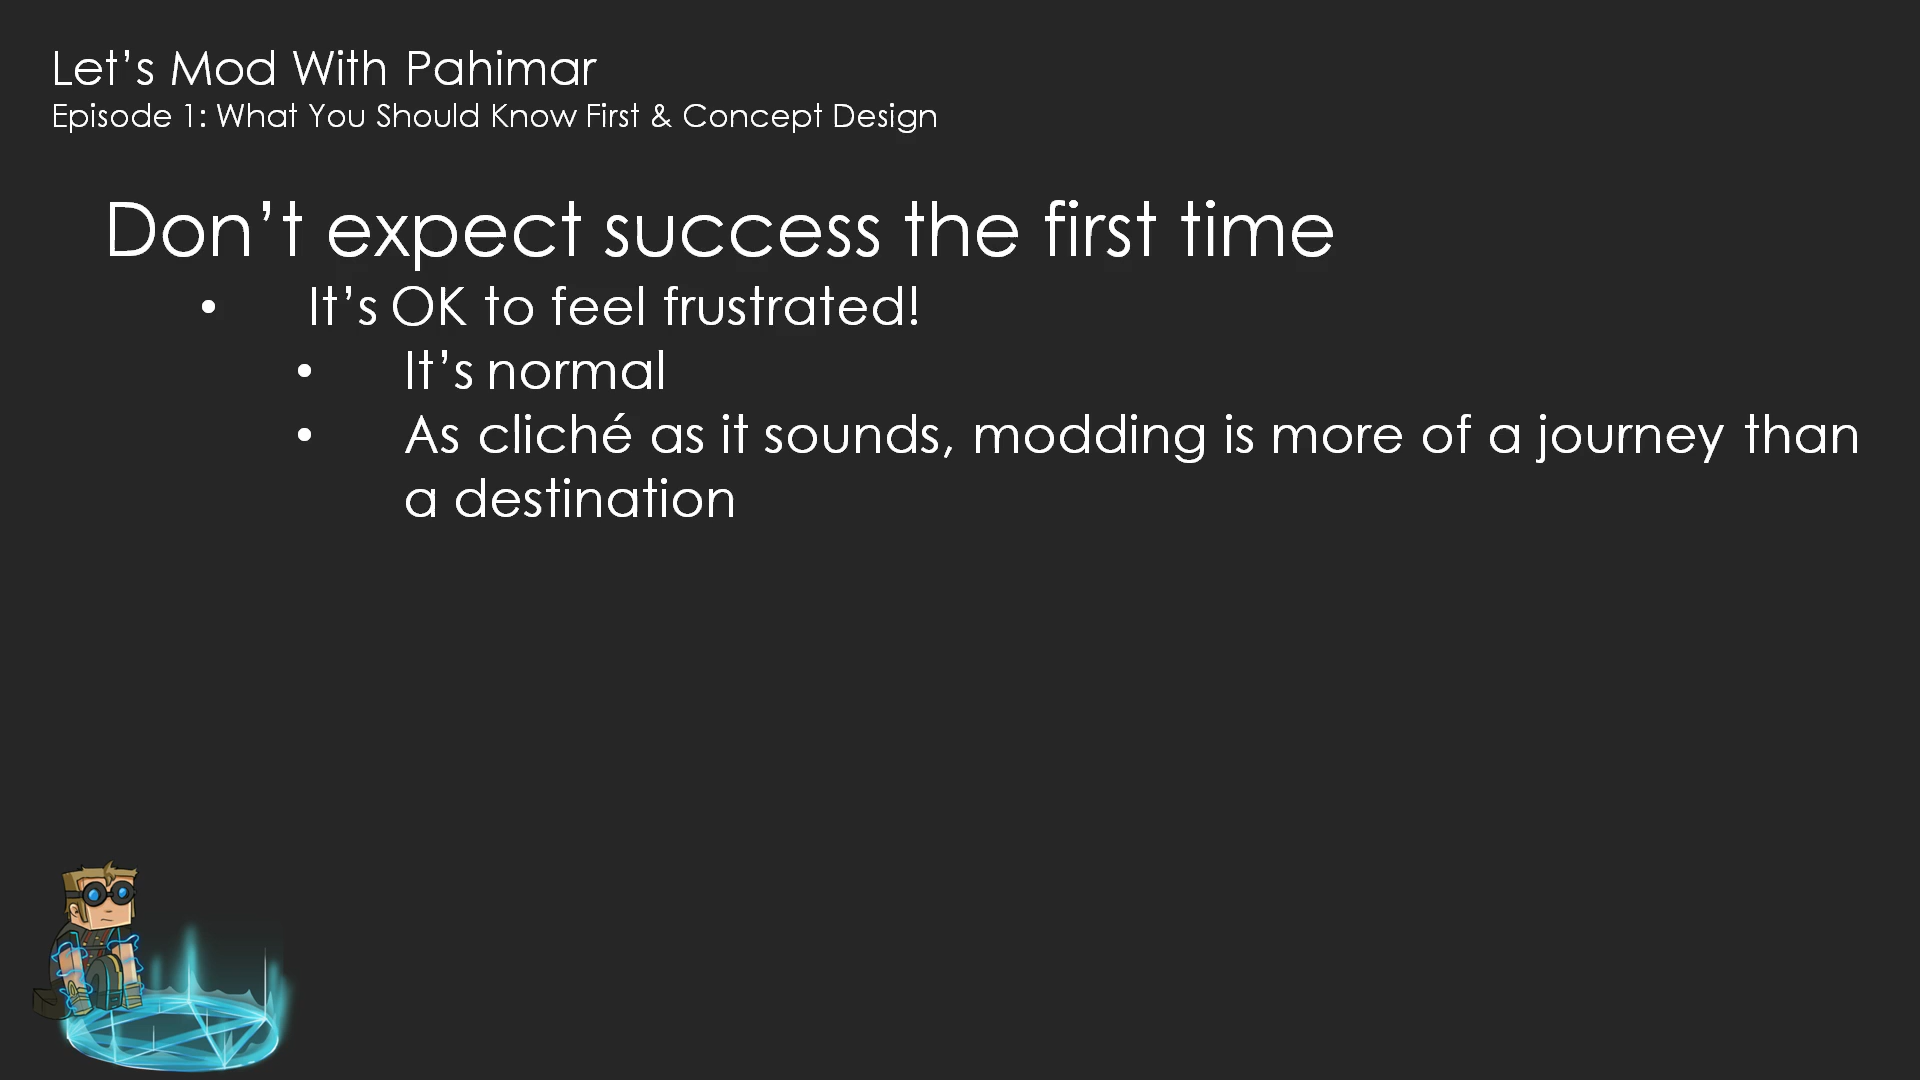 Let’s Mod With Pahimar
Episode 1: What You Should Know First & Concept Design
Don’t expect success the first time
• It’s OK to feel frustrated!
• It’s normal
• As cliché as it sounds, modding is more of a journey than
a destination